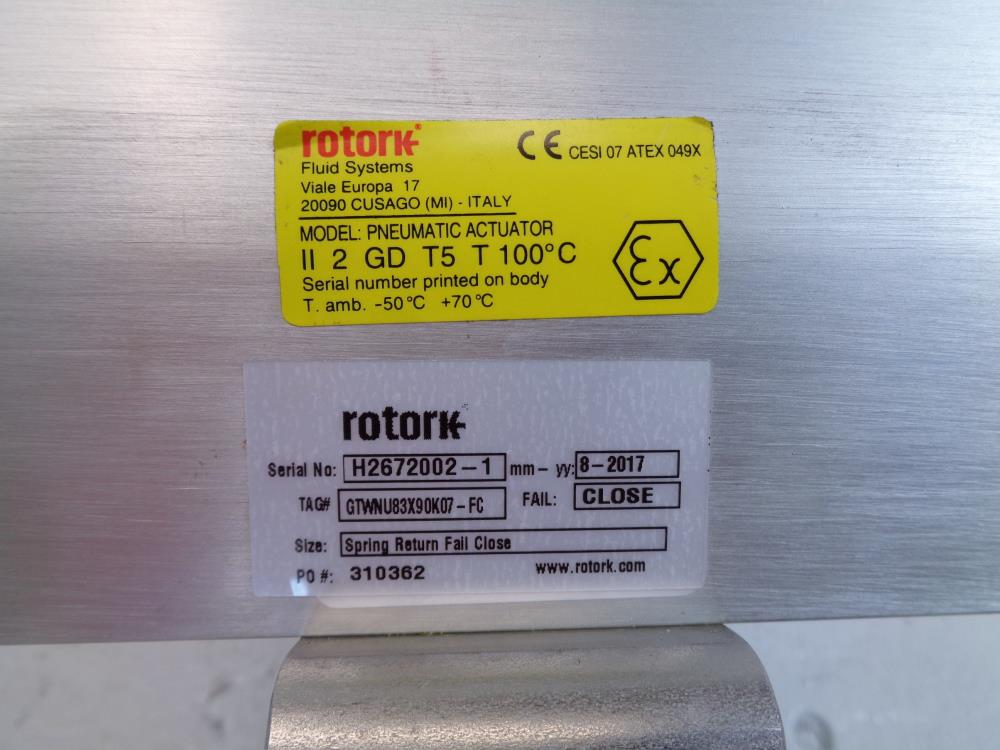 rotork®
Fluid Systems
Viale Europa 17
20090 CUSAGO (MI) - ITALY
CE CESI 07 ATEX 049X
MODEL: PNEUMATIC ACTUATOR
II 2 GD T5 T 100°C
Serial number printed on body
T. amb. -50°C +70°C
Ex
rotork
Serial No: H2672002-1 mm- yy: 8-2017
TAG# GTWNU83X90K07-FC FAIL: CLOSE
Size: Spring Return Fail Close
PO #: 310362 www.rotork.com